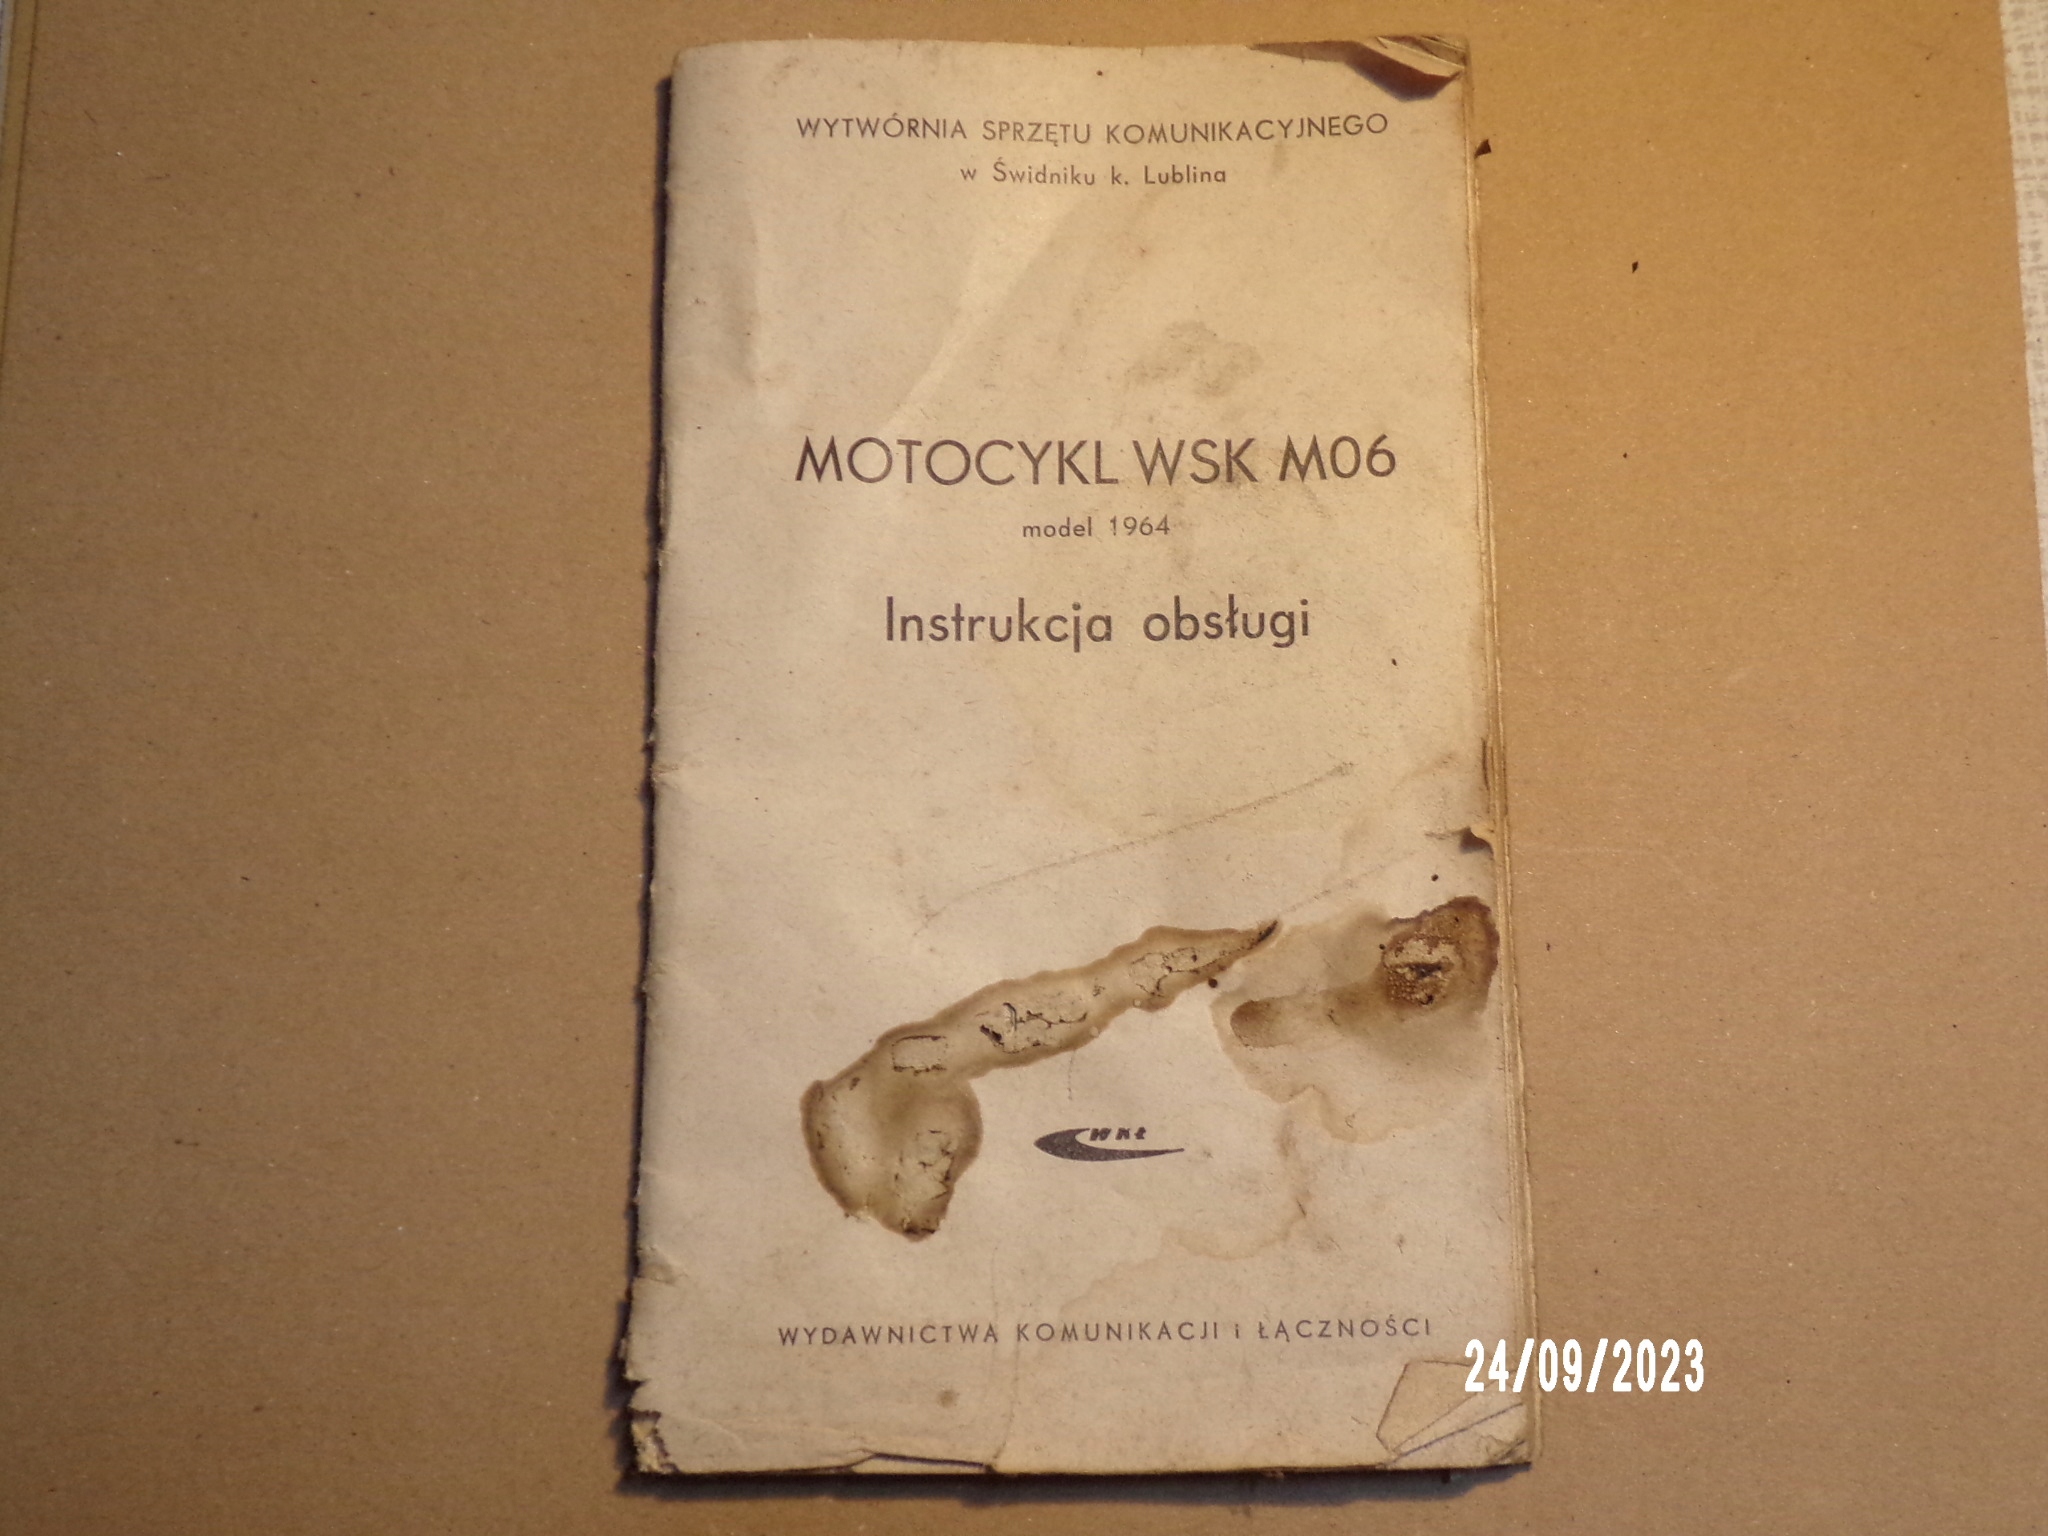 WYTWÓRNIA SPRZĘTU KOMUNIKACYJNEGO
w Świdniku k. Lublina
MOTOCYKL WSK M06
model 1964
Instrukcja obsługi
WKŁ
WYDAWNICTWA KOMUNIKACJI i ŁĄCZNOŚCI
24/09/2023